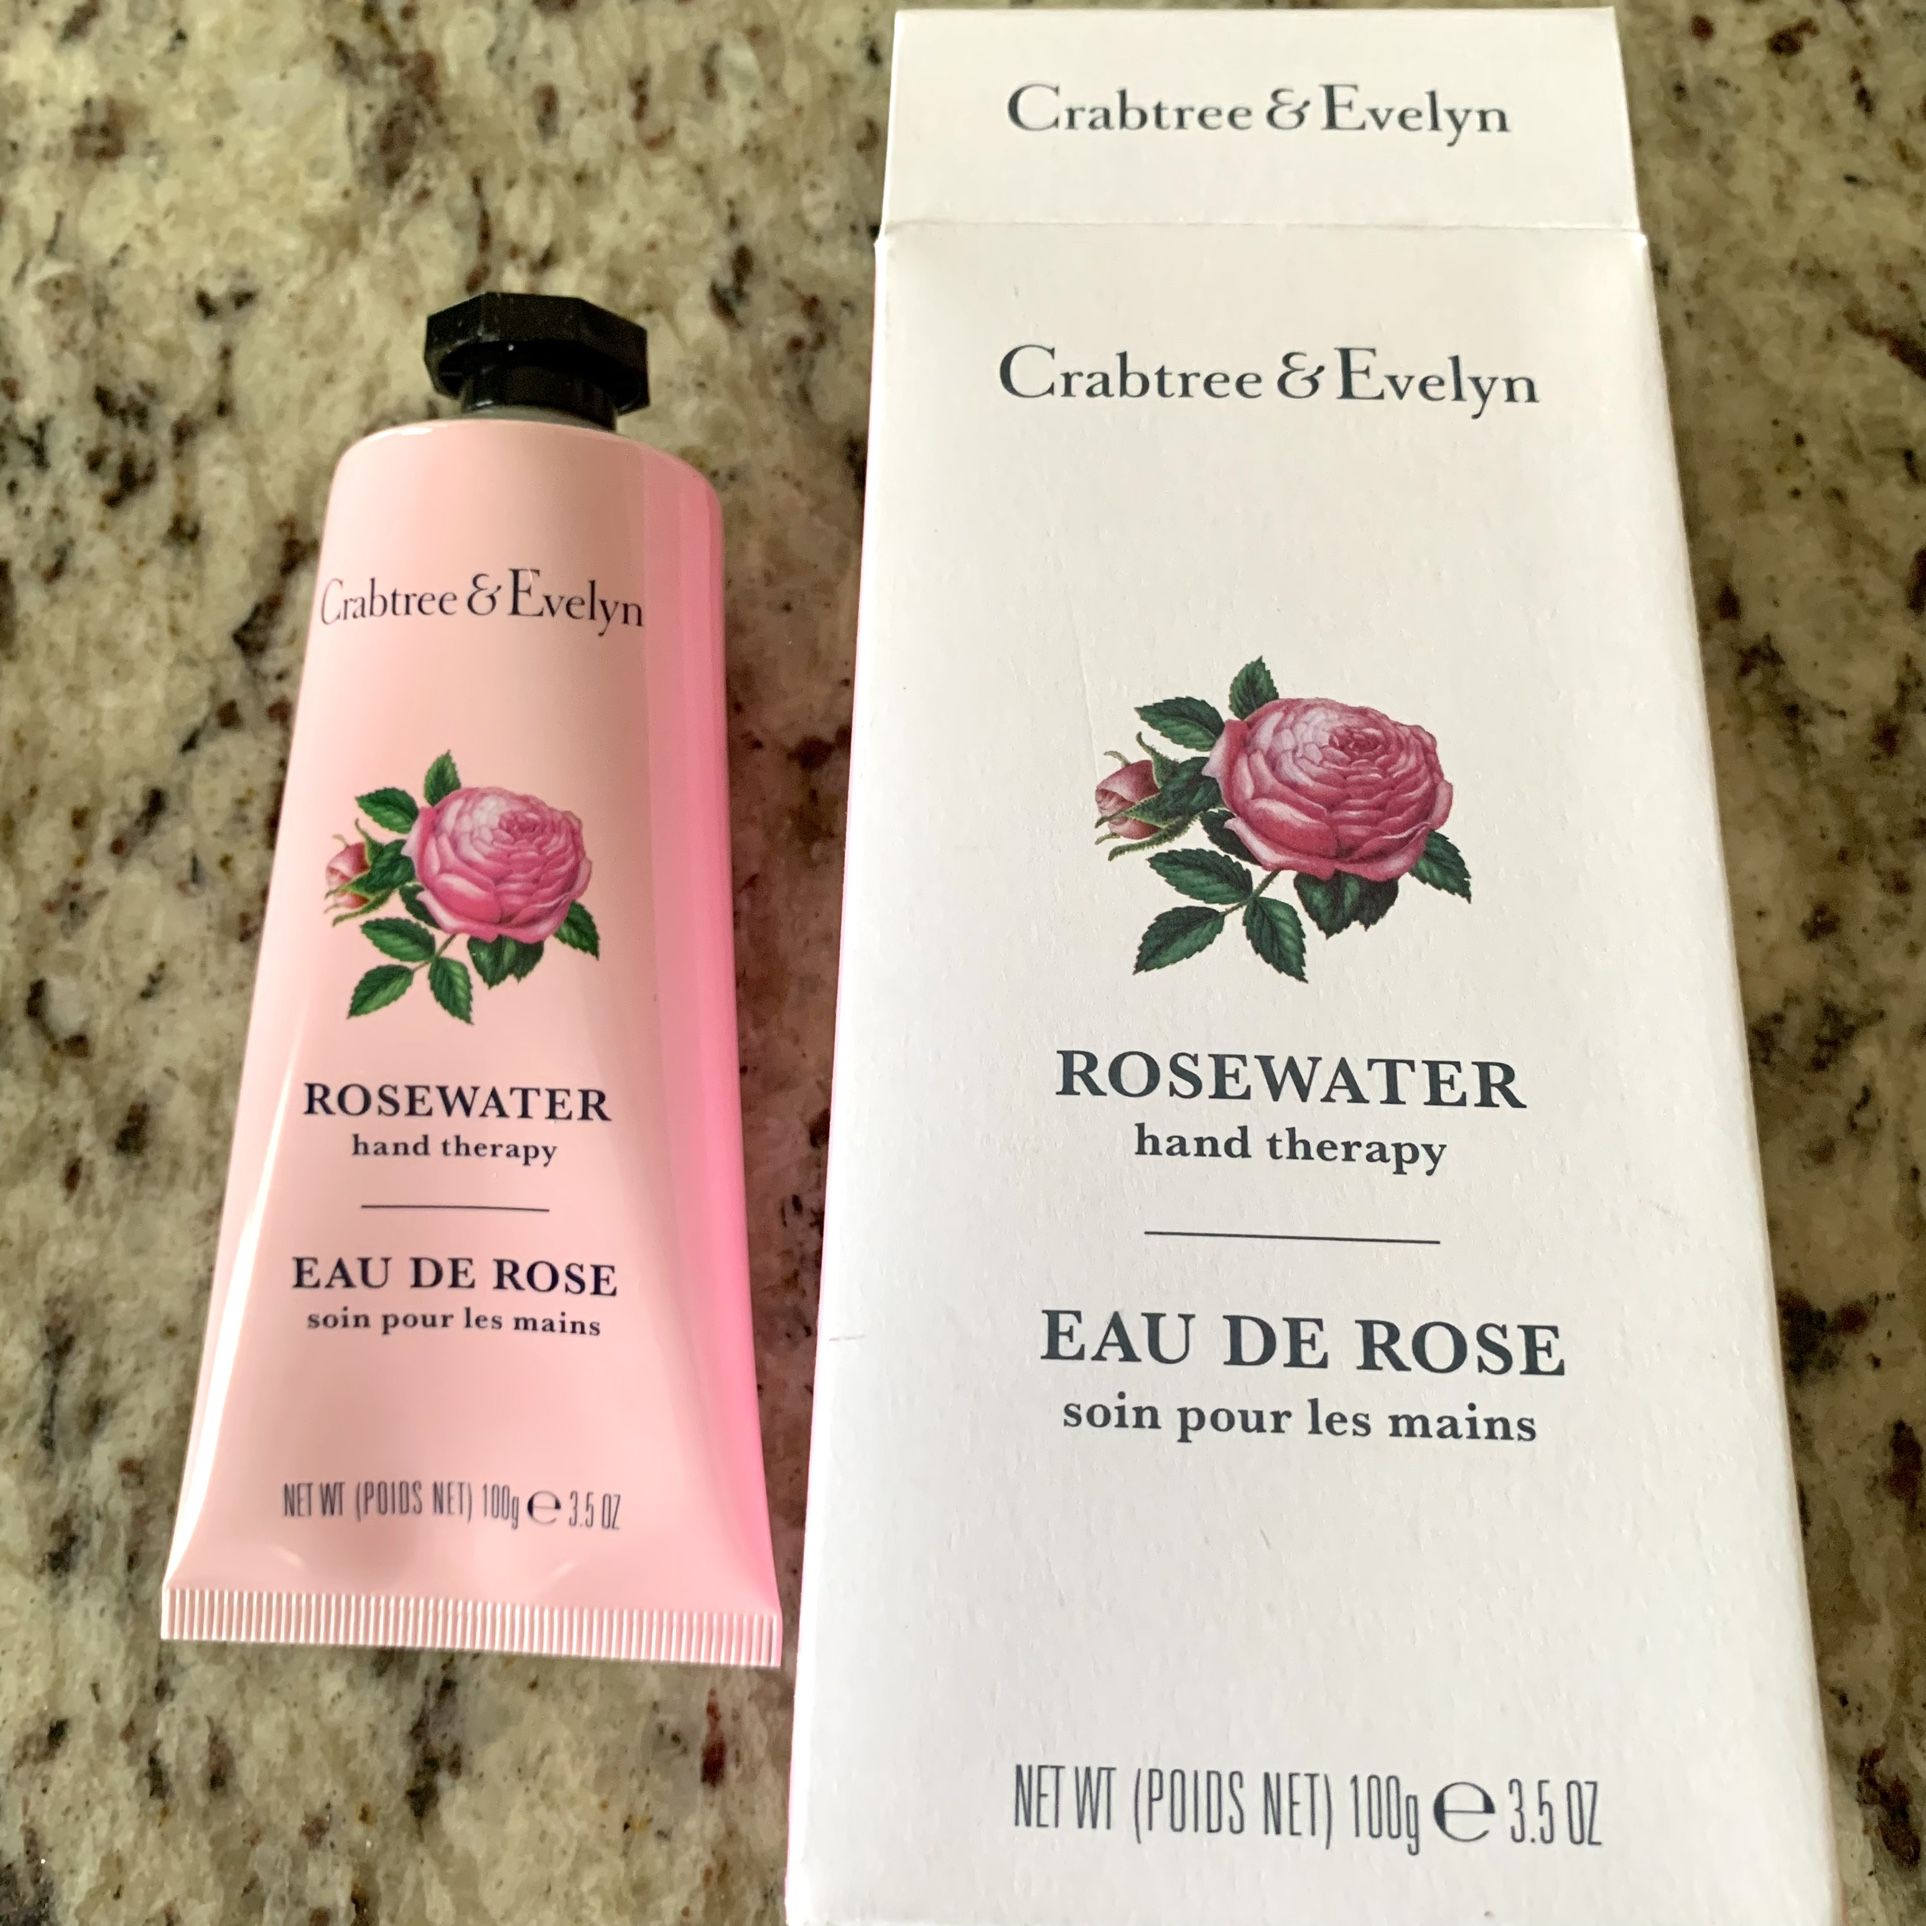 Crabtree & Evelyn
ROSEWATER
hand therapy
EAU DE ROSE
soin pour les mains
NET WT (POIDS NET) 100g ℮ 3.5 OZ
Crabtree & Evelyn
Crabtree & Evelyn
ROSEWATER
hand therapy
EAU DE ROSE
soin pour les mains
NET WT (POIDS NET) 100g ℮ 3.5 OZ